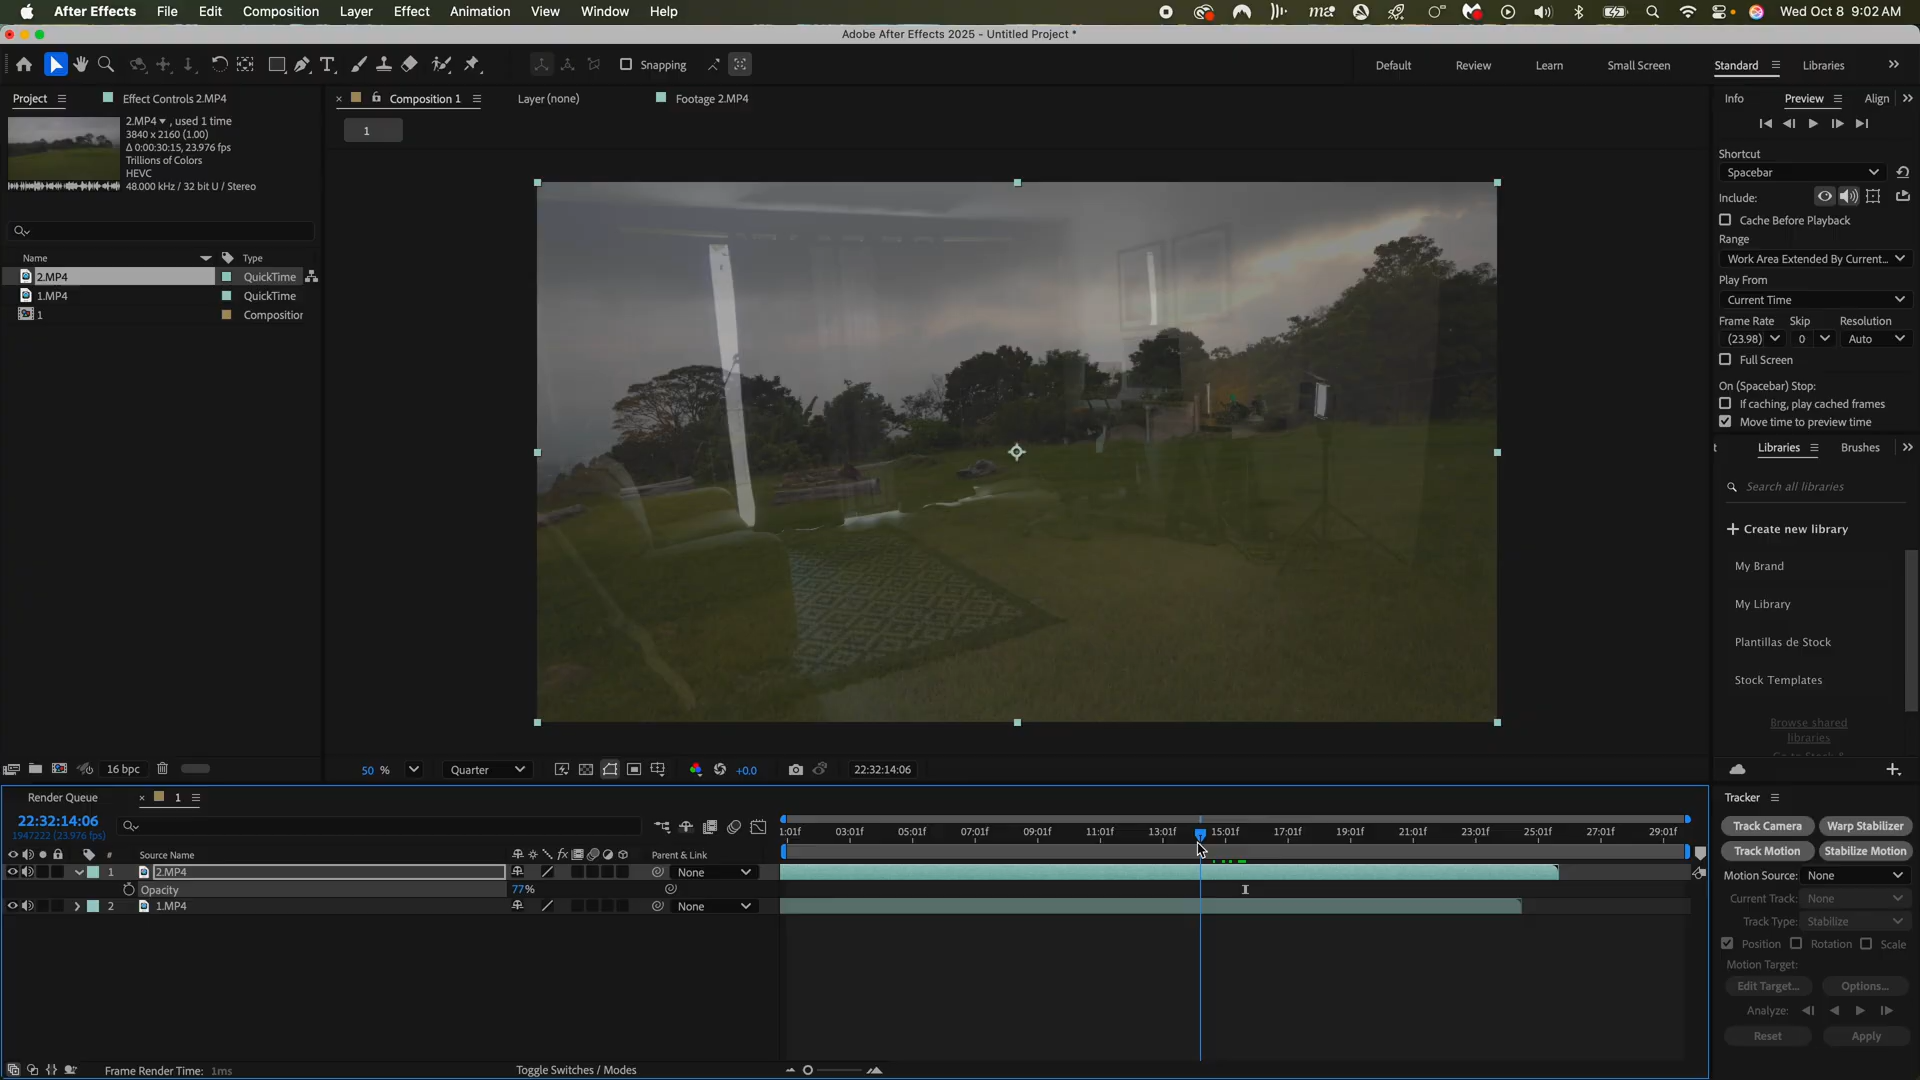 After Effects File Edit Composition Layer Effect Animation View Window Help
Wed Oct 8 9:02 AM
Adobe After Effects 2025 - Untitled Project *
Snapping
Default Review Learn Small Screen Standard Libraries
Project Effect Controls 2.MP4
Composition 1 Layer (none) Footage 2.MP4
Info Preview Align
2.MP4 , used 1 time
3840 x 2160 (1.00)
Δ 0:00:30:15, 23.976 fps
Trillions of Colors
HEVC
48.000 kHz / 32 bit U / Stereo
1
Shortcut
Spacebar
Include:
Cache Before Playback
Range
Work Area Extended By Current...
Play From
Current Time
Frame Rate Skip Resolution
(23.98) 0 Auto
Full Screen
On (Spacebar) Stop:
If caching, play cached frames
Move time to preview time
Name Type
2.MP4 QuickTime
1.MP4 QuickTime
1 Composition
Libraries Brushes
Search all libraries
Create new library
My Brand
My Library
Plantillas de Stock
Stock Templates
Browse shared
libraries
16 bpc
50 % Quarter +0.0 22:32:14:06
Render Queue 1
22:32:14:06
1947222 (23.976 fps)
1:01f 03:01f 05:01f 07:01f 09:01f 11:01f 13:01f 15:01f 17:01f 19:01f 21:01f 23:01f 25:01f 27:01f 29:01f
# Source Name Parent & Link
1 2.MP4 None
Opacity 77%
2 1.MP4 None
Tracker
Track Camera Warp Stabilizer
Track Motion Stabilize Motion
Motion Source: None
Current Track: None
Track Type: Stabilize
Position Rotation Scale
Motion Target:
Edit Target... Options...
Analyze:
Reset Apply
Frame Render Time: 1ms
Toggle Switches / Modes